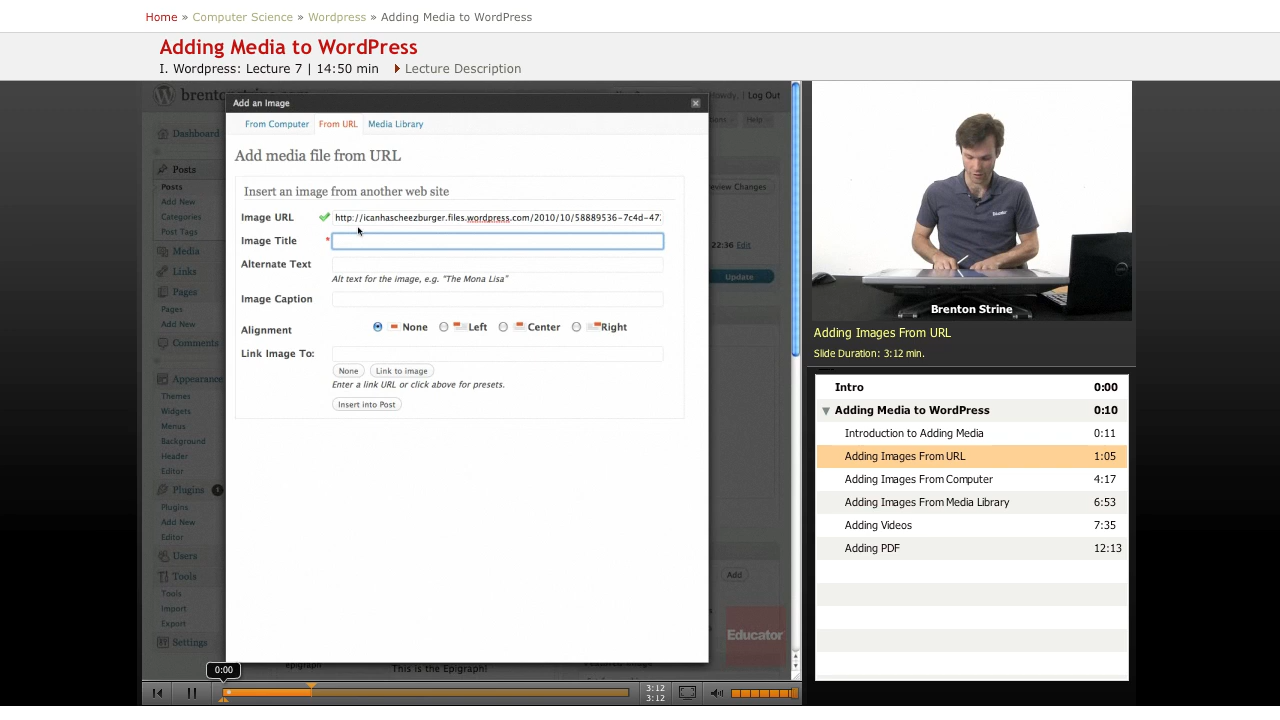 Home » Computer Science » Wordpress » Adding Media to WordPress
Adding Media to WordPress
I. Wordpress: Lecture 7 | 14:50 min Lecture Description
Log Out
Add an Image
From Computer From URL Media Library
Add media file from URL
Insert an image from another web site
Image URL http://icanhascheezburger.files.wordpress.com/2010/10/58889536-7c4d-47
Image Title *
Alternate Text
Alt text for the image, e.g. "The Mona Lisa"
Image Caption
Alignment None Left Center Right
Link Image To:
None Link to image
Enter a link URL or click above for presets.
Insert into Post
Dashboard
Posts
Posts
Add New
Categories
Post Tags
Media
Links
Pages
Pages
Add New
Comments
Appearance
Themes
Widgets
Menus
Background
Header
Editor
Plugins 1
Plugins
Add New
Editor
Users
Tools
Tools
Import
Export
Settings
Help
Changes
22:36 Edit
Update
Add
Educator
epigraph
This is the Epigraph!
0:00
3:12
3:12
Brenton Strine
Adding Images From URL
Slide Duration: 3:12 min.
Intro 0:00
Adding Media to WordPress 0:10
Introduction to Adding Media 0:11
Adding Images From URL 1:05
Adding Images From Computer 4:17
Adding Images From Media Library 6:53
Adding Videos 7:35
Adding PDF 12:13